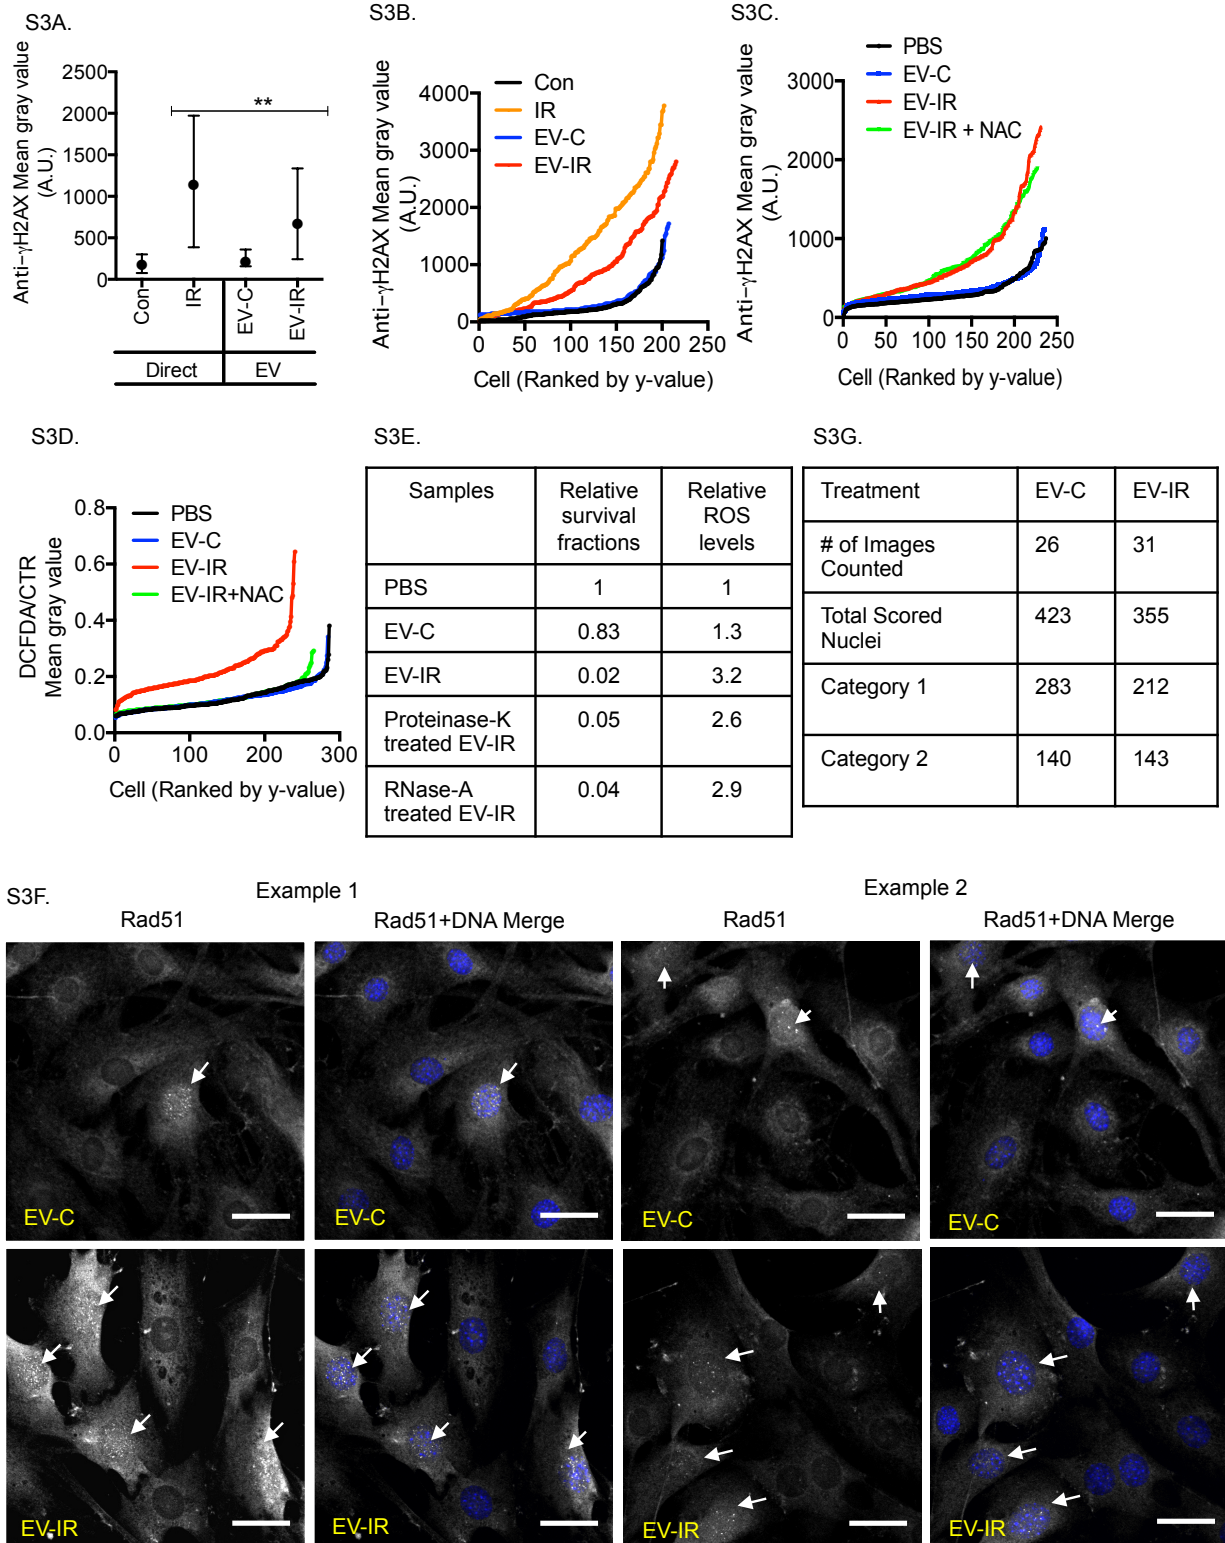 S3A.
Anti–γH2AX Mean gray value
(A.U.)
2500
2000
1500
1000
500
0
**
Con
IR
EV-C
EV-IR
Direct
EV
S3B.
Anti–γH2AX Mean gray value
(A.U.)
4000
3000
2000
1000
0
Con
IR
EV-C
EV-IR
0 50 100 150 200 250
Cell (Ranked by y-value)
S3C.
Anti–γH2AX Mean gray value
(A.U.)
3000
2000
1000
0
PBS
EV-C
EV-IR
EV-IR + NAC
0 50 100 150 200 250
Cell (Ranked by y-value)
S3D.
DCFDA/CTR
Mean gray value
0.8
0.6
0.4
0.2
0.0
PBS
EV-C
EV-IR
EV-IR+NAC
0 100 200 300
Cell (Ranked by y-value)
S3E.
Samples
Relative
survival
fractions
Relative
ROS
levels
PBS 1 1
EV-C 0.83 1.3
EV-IR 0.02 3.2
Proteinase-K
treated EV-IR 0.05 2.6
RNase-A
treated EV-IR 0.04 2.9
S3G.
Treatment EV-C EV-IR
# of Images
Counted 26 31
Total Scored
Nuclei 423 355
Category 1 283 212
Category 2 140 143
S3F.
Example 1
Example 2
Rad51
Rad51+DNA Merge
Rad51
Rad51+DNA Merge
EV-C
EV-C
EV-C
EV-C
EV-IR
EV-IR
EV-IR
EV-IR